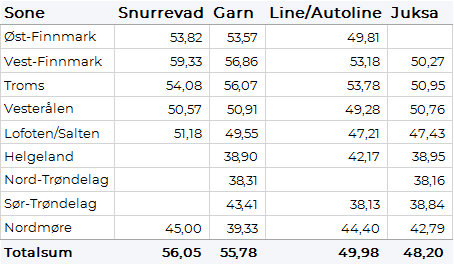 Sone Snurrevad Garn Line/Autoline Juksa
Øst-Finnmark 53,82 53,57 49,81
Vest-Finnmark 59,33 56,86 53,18 50,27
Troms 54,08 56,07 53,78 50,95
Vesterålen 50,57 50,91 49,28 50,76
Lofoten/Salten 51,18 49,55 47,21 47,43
Helgeland 38,90 42,17 38,95
Nord-Trøndelag 38,31 38,16
Sør-Trøndelag 43,41 38,13 38,84
Nordmøre 45,00 39,33 44,40 42,79
Totalsum 56,05 55,78 49,98 48,20